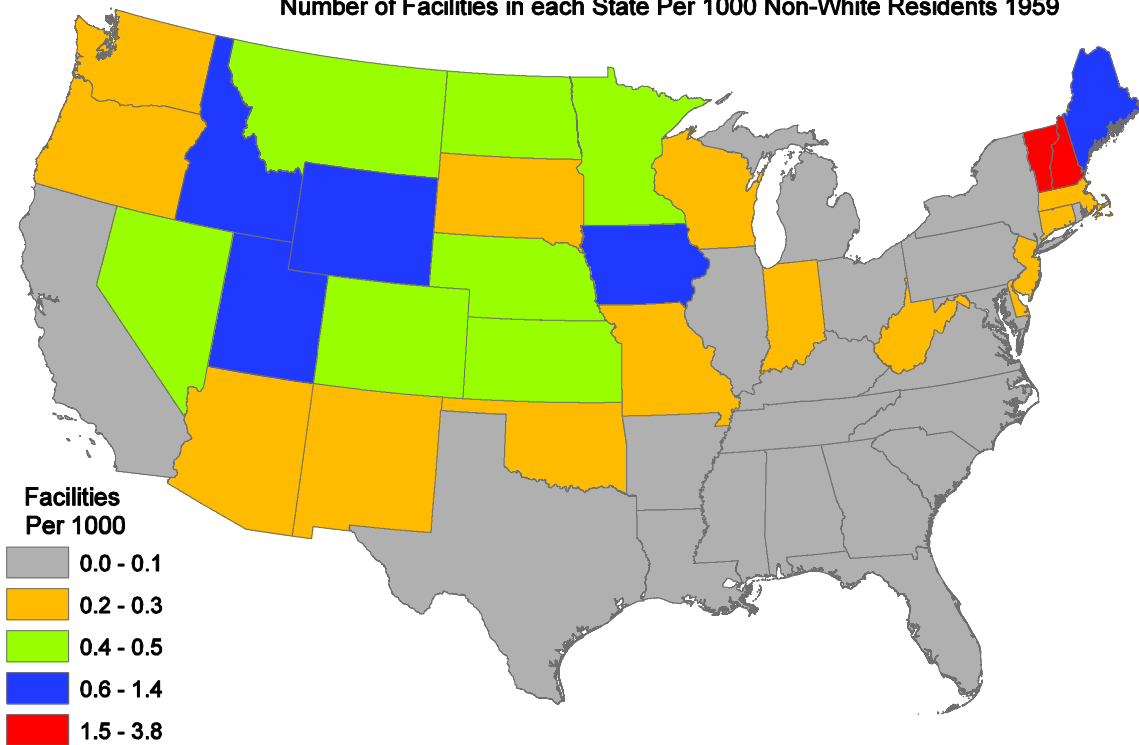 Number of Facilities in each State Per 1000 Non-White Residents 1959
Facilities
Per 1000
0.0 - 0.1
0.2 - 0.3
0.4 - 0.5
0.6 - 1.4
1.5 - 3.8